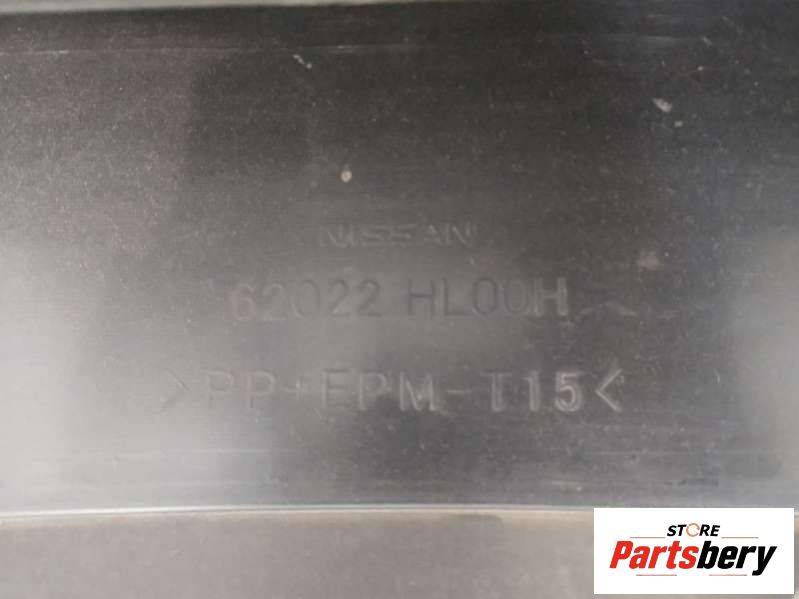 NISSAN
62022 HL00H
>PP+EPM-T15<
STORE
Partsbery